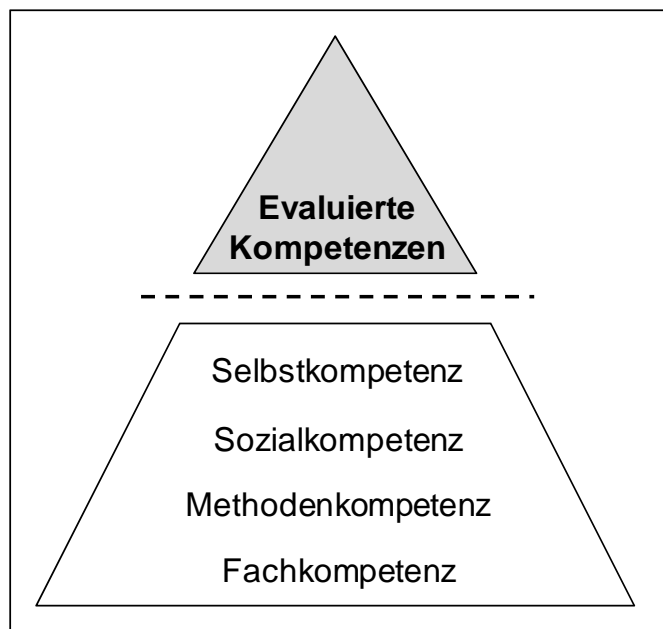 Evaluierte
Kompetenzen
Selbstkompetenz
Sozialkompetenz
Methodenkompetenz
Fachkompetenz